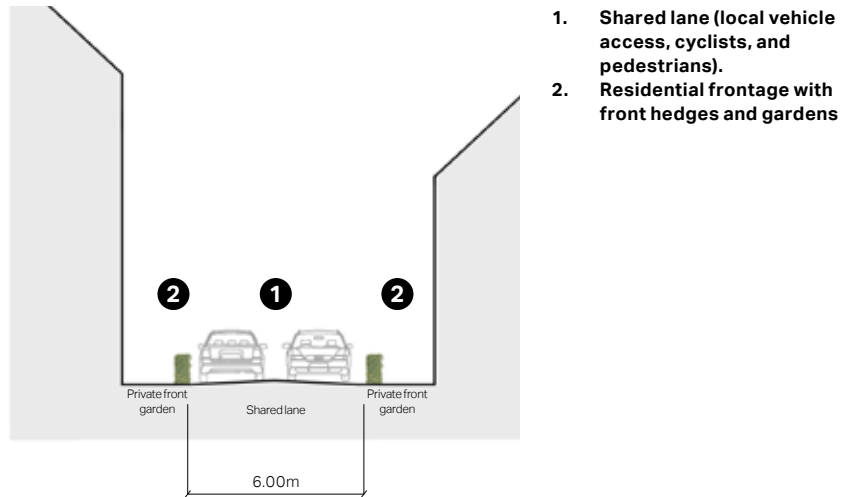 1. Shared lane (local vehicle
access, cyclists, and
pedestrians).
2. Residential frontage with
front hedges and gardens
2 1 2
Private front
garden
Shared lane
Private front
garden
6.00m